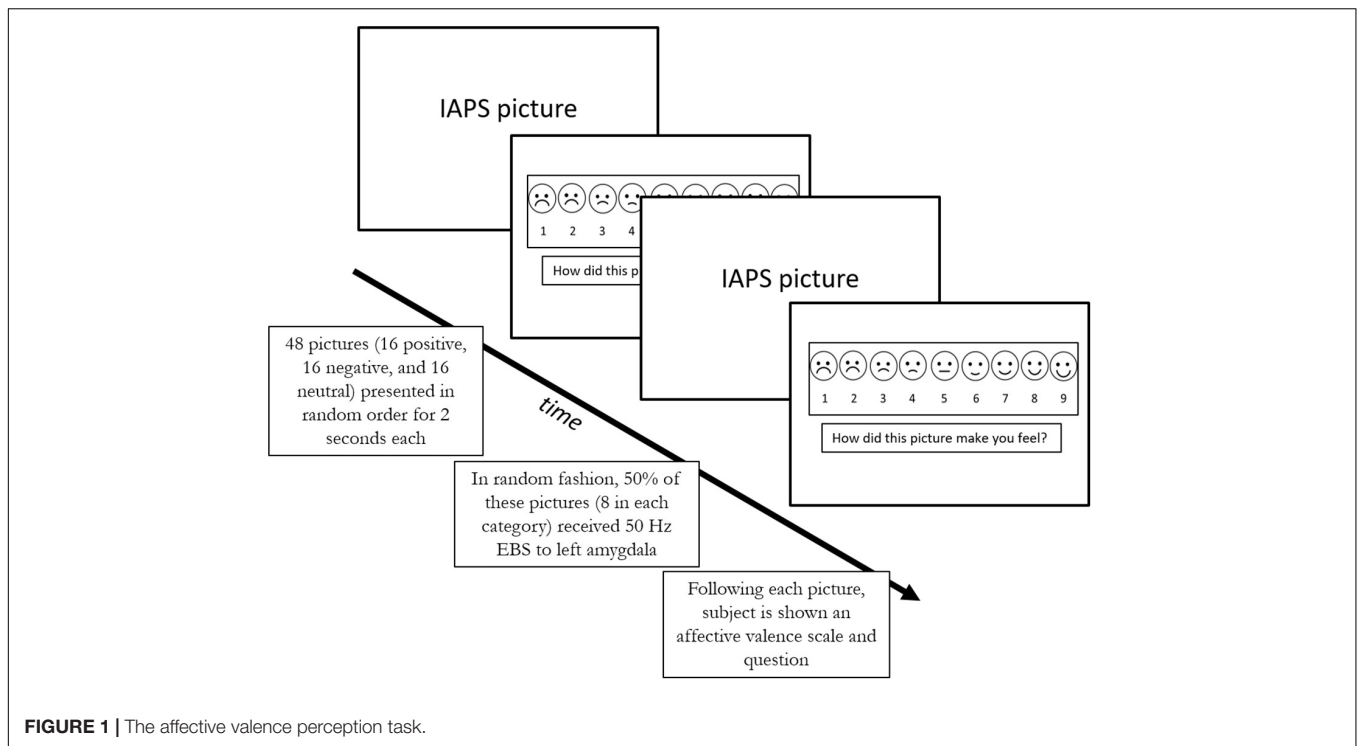 IAPS picture
1 2 3 4
How did this p
IAPS picture
1 2 3 4 5 6 7 8 9
How did this picture make you feel?
48 pictures (16 positive,
16 negative, and 16
neutral) presented in
random order for 2
seconds each
time
In random fashion, 50% of
these pictures (8 in each
category) received 50 Hz
EBS to left amygdala
Following each picture,
subject is shown an
affective valence scale and
question
FIGURE 1 | The affective valence perception task.